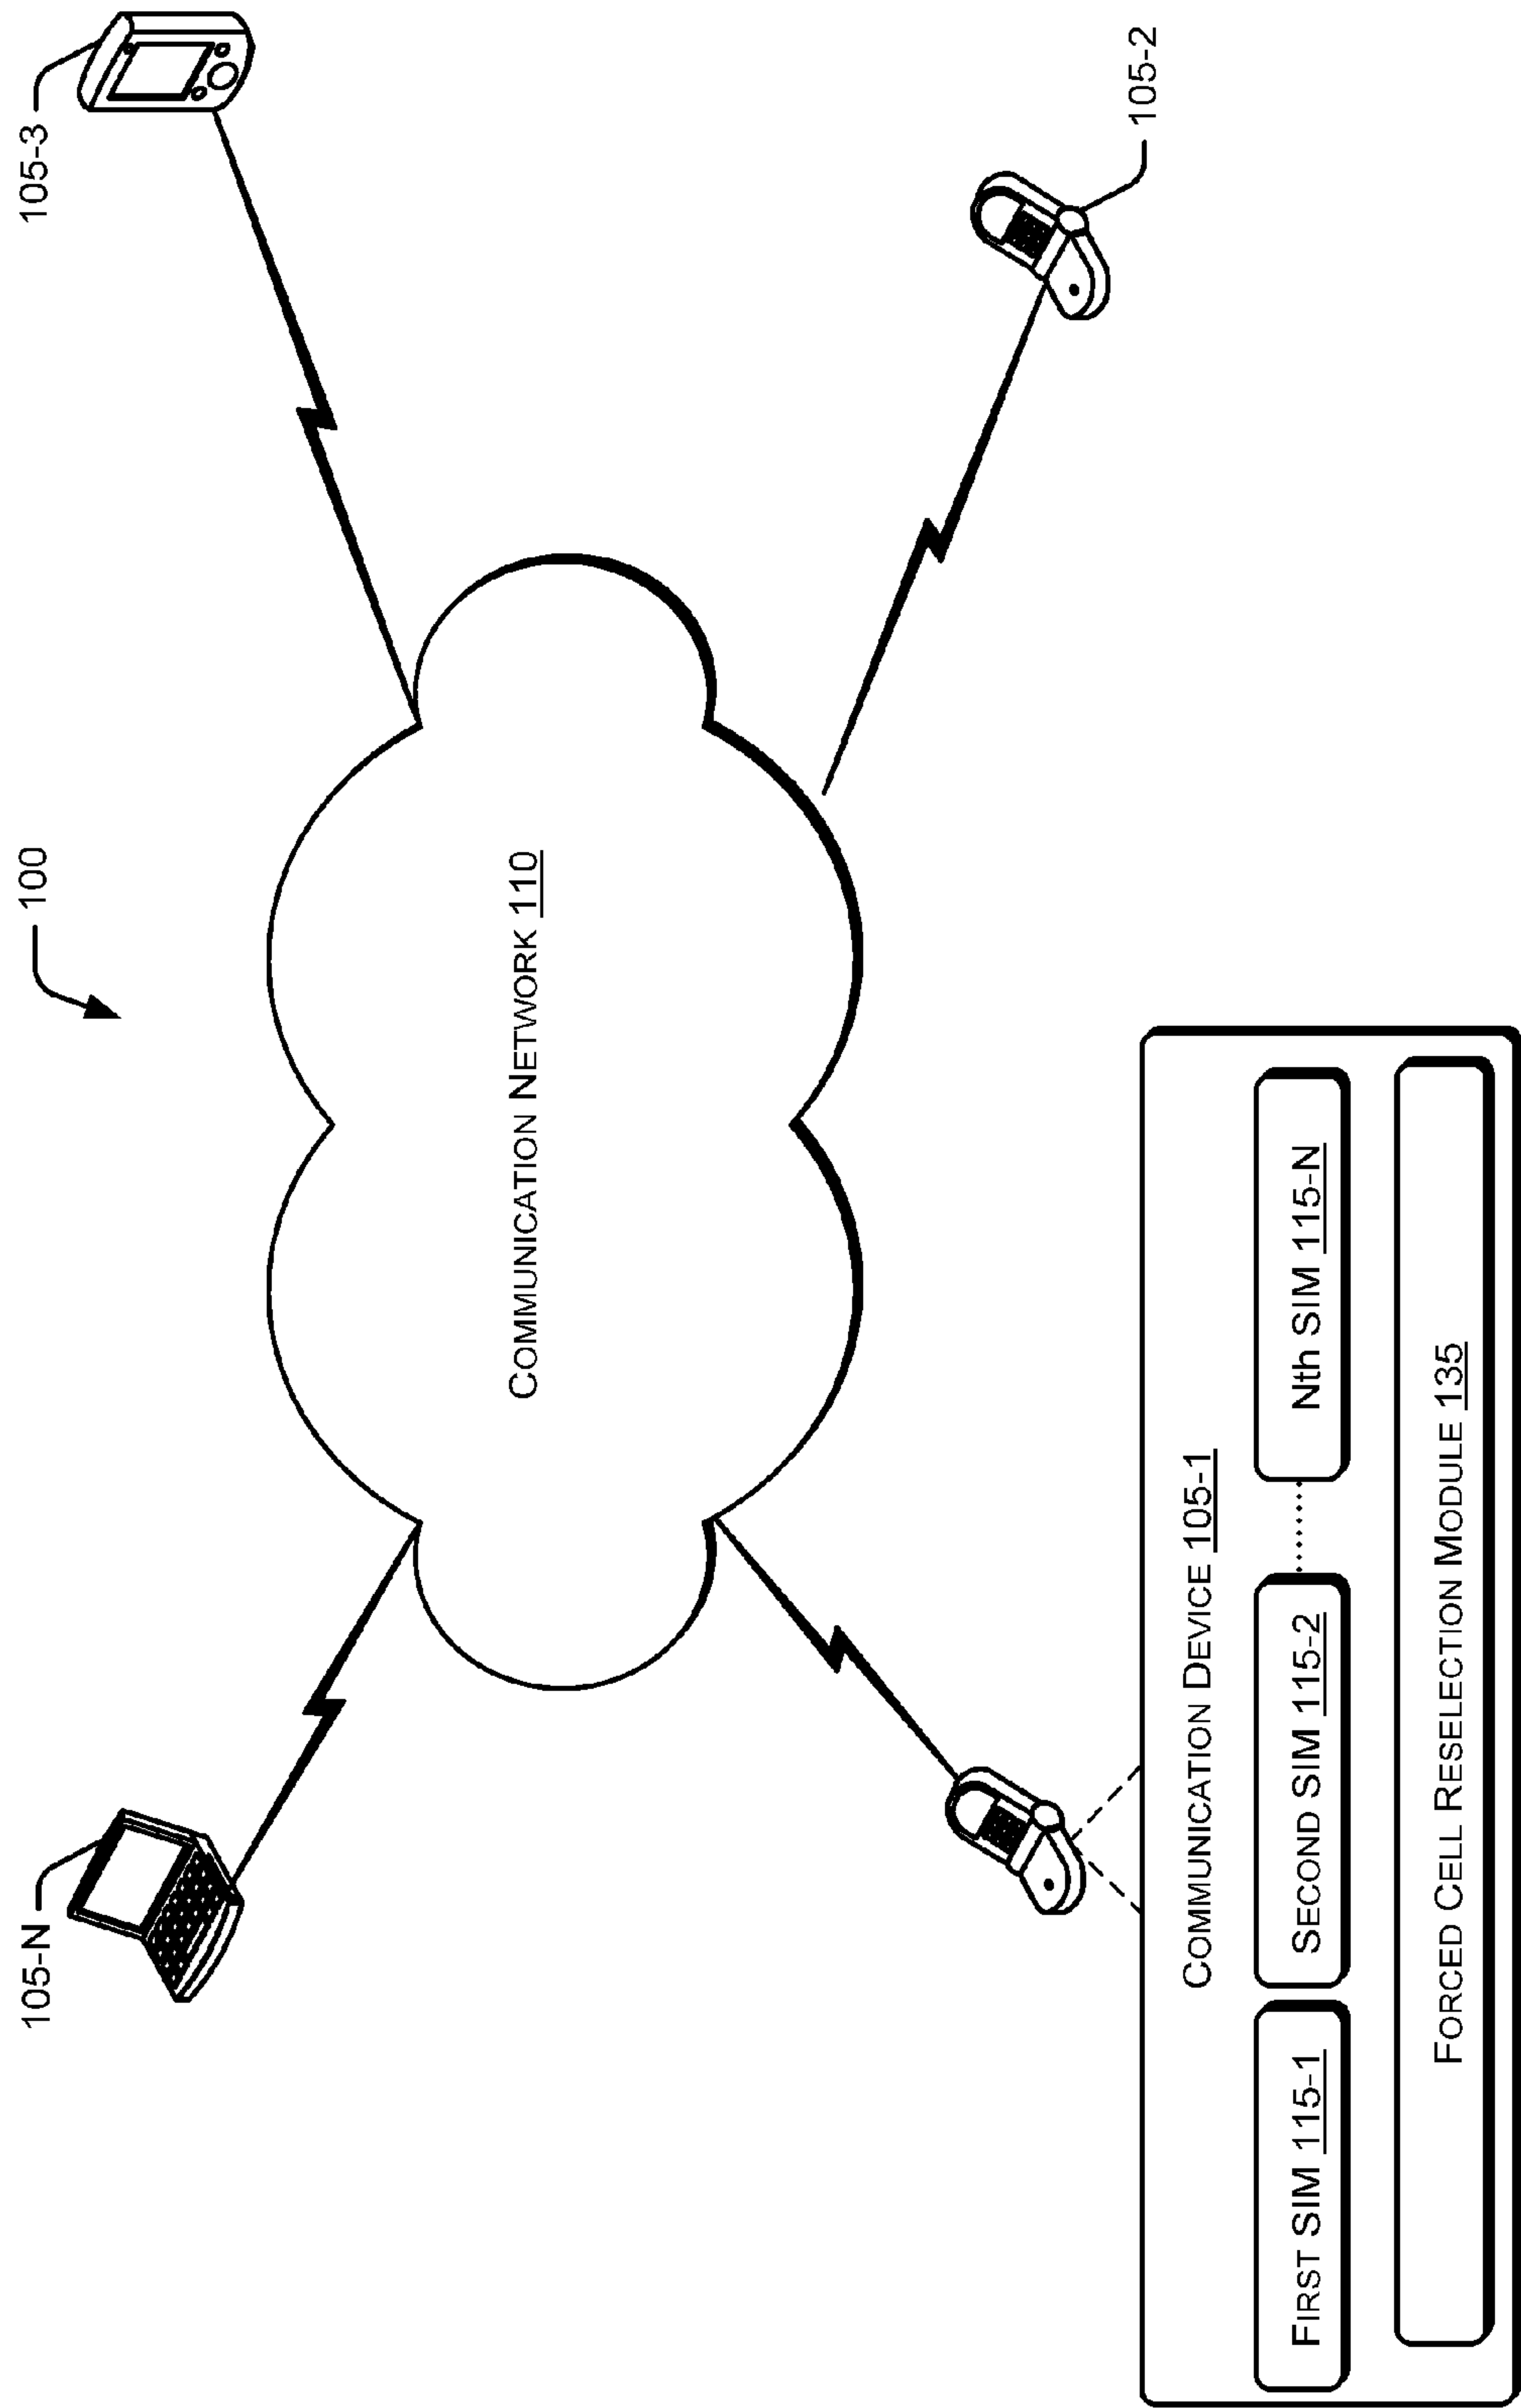 100
105-N
105-3
COMMUNICATION NETWORK 110
105-2
COMMUNICATION DEVICE 105-1
FIRST SIM 115-1
SECOND SIM 115-2
Nth SIM 115-N
FORCED CELL RESELECTION MODULE 135